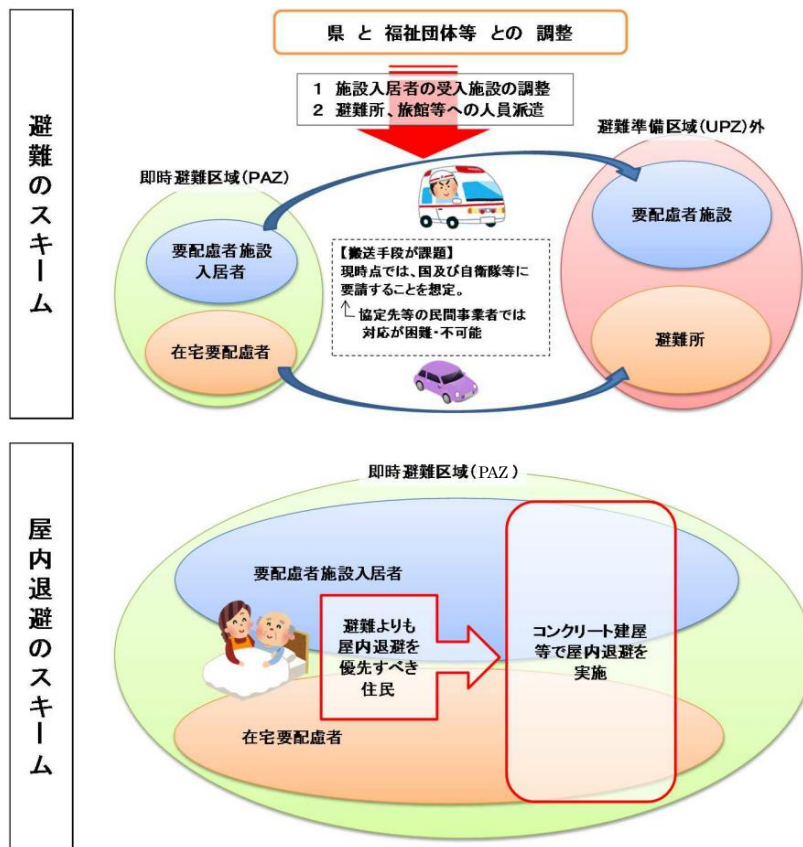 避難のスキーム
県 と 福祉団体等 との 調整
1 施設入居者の受入施設の調整
2 避難所、旅館等への人員派遣
即時避難区域(PAZ)
避難準備区域(UPZ)外
要配慮者施設
入居者
在宅要配慮者
【搬送手段が課題】
現時点では、国及び自衛隊等に
要請することを想定。
協定先等の民間事業者では
対応が困難・不可能
要配慮者施設
避難所
屋内退避のスキーム
即時避難区域(PAZ)
要配慮者施設入居者
避難よりも
屋内退避を
優先すべき
住民
コンクリート建屋
等で屋内退避を
実施
在宅要配慮者